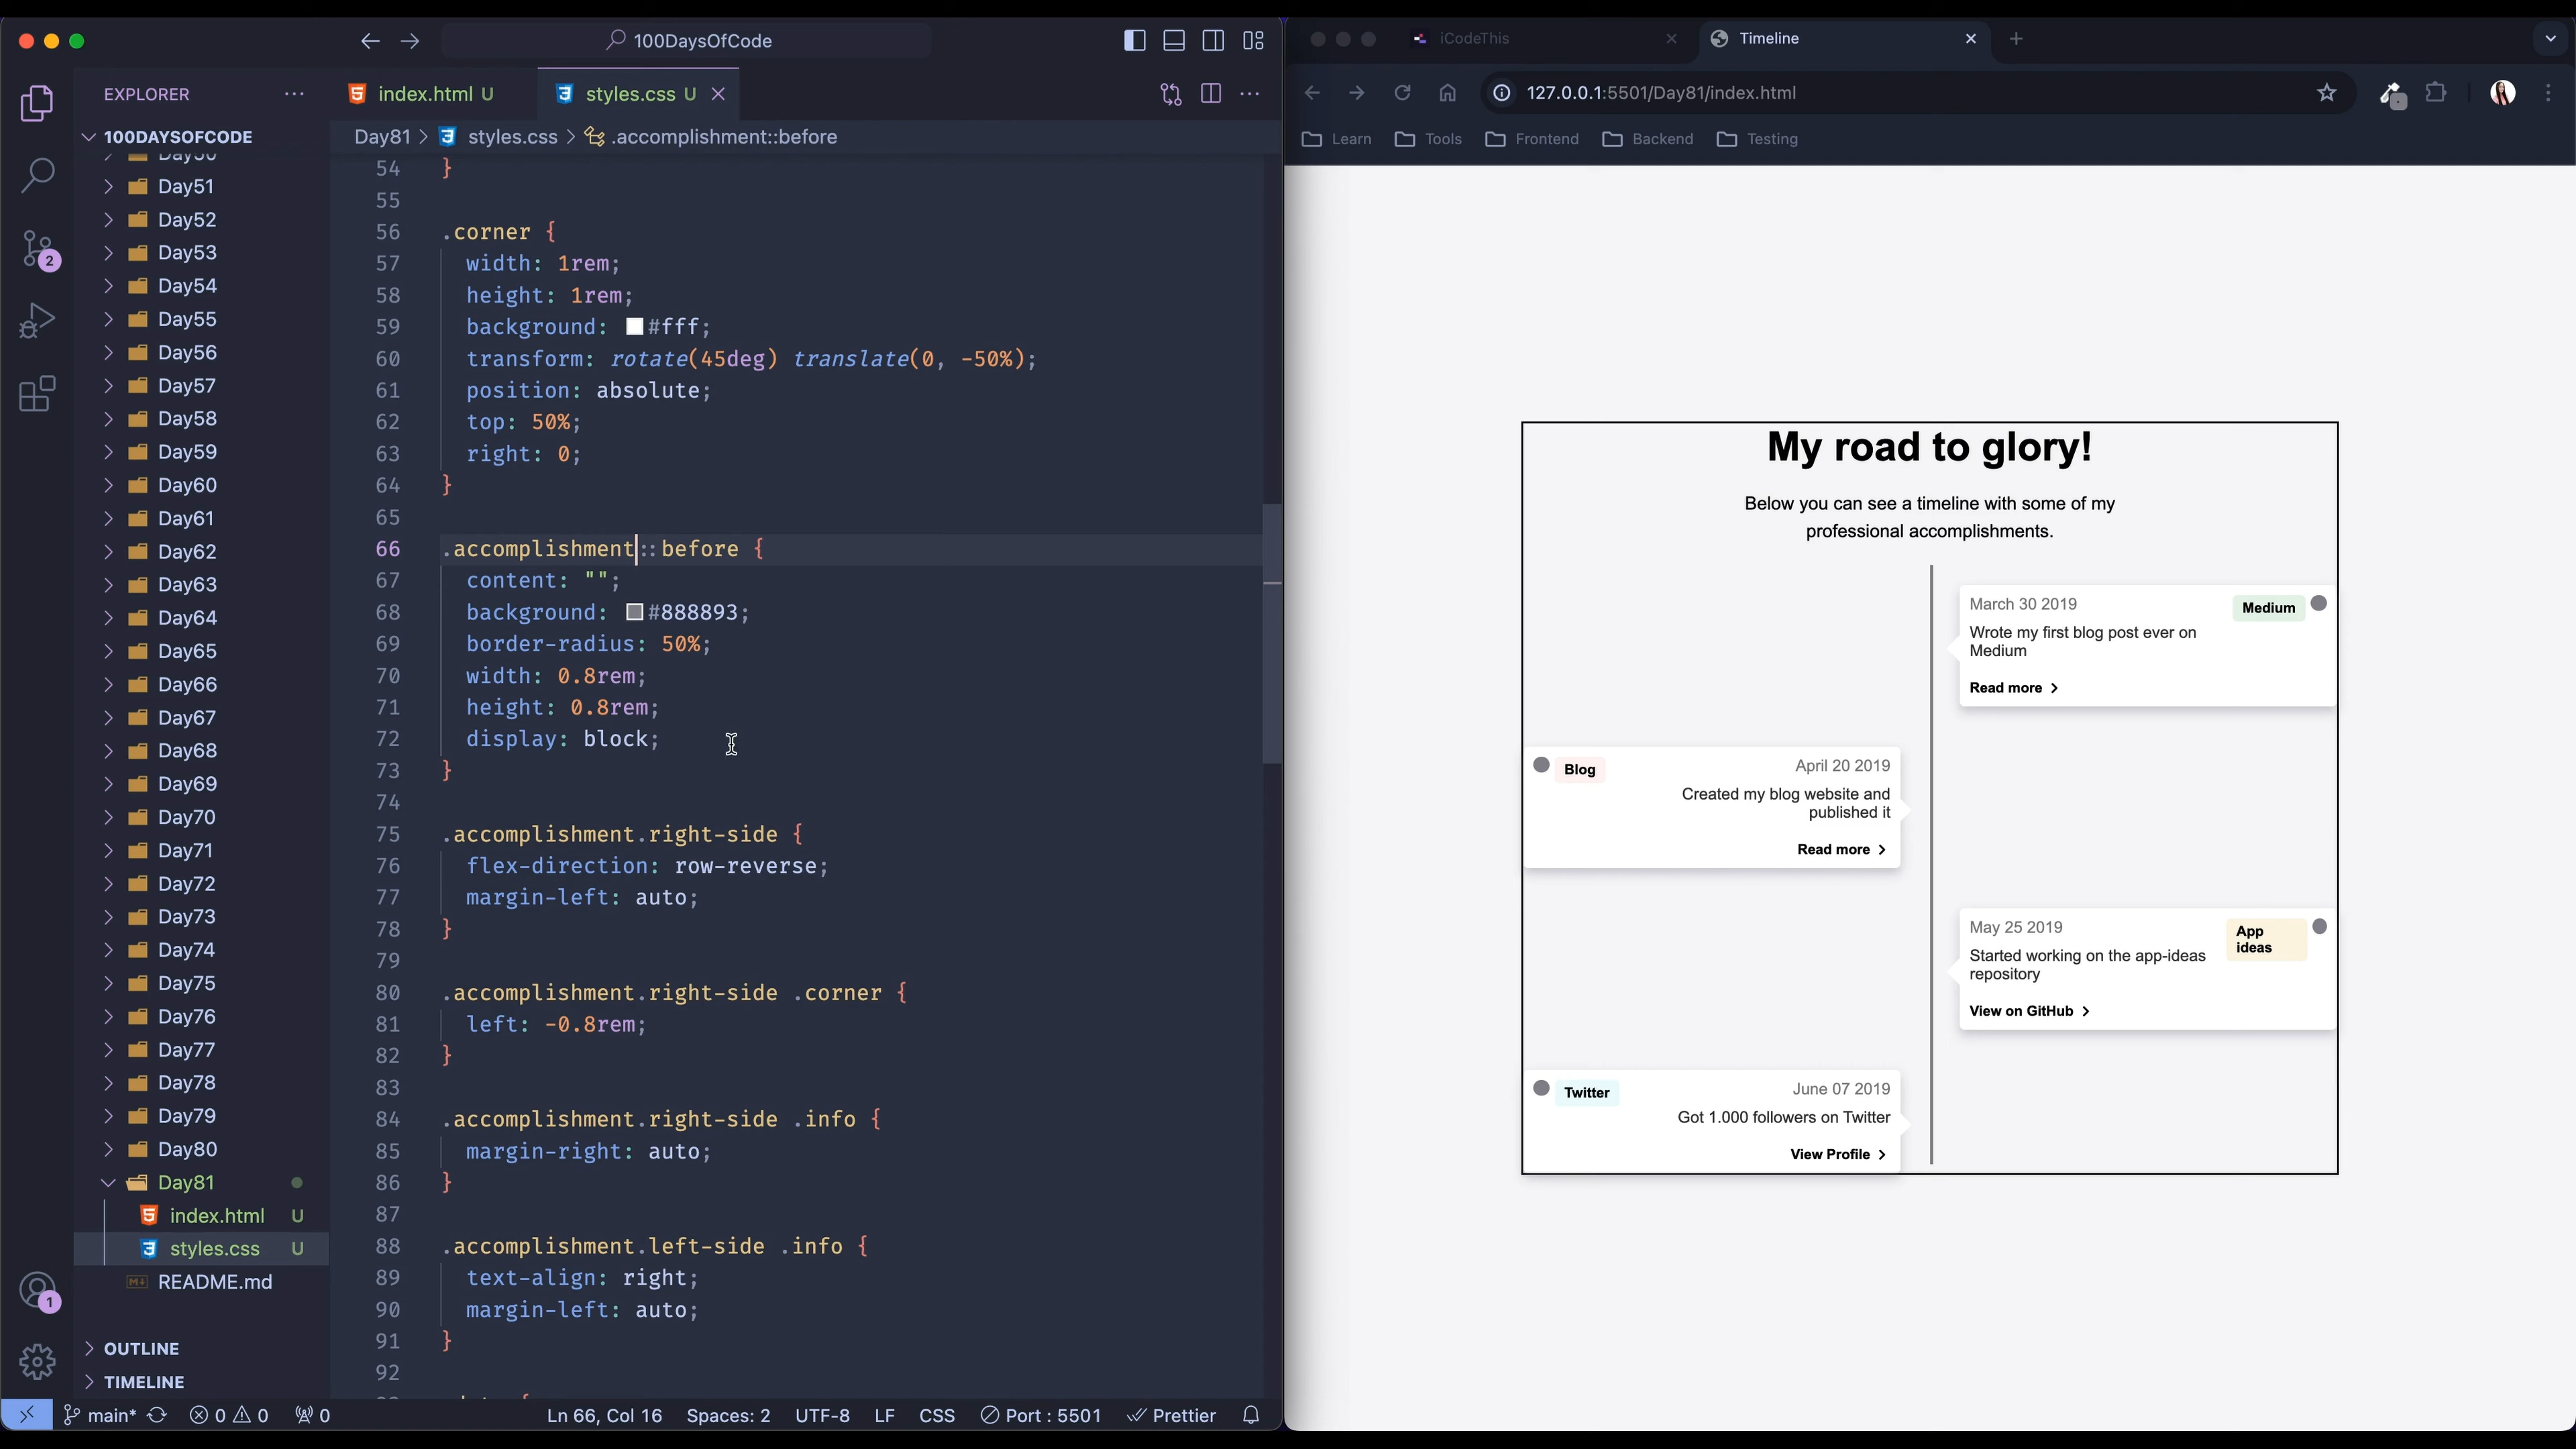 100DaysOfCode
EXPLORER
100DAYSOFCODE
Day50
Day51
Day52
Day53
Day54
Day55
Day56
Day57
Day58
Day59
Day60
Day61
Day62
Day63
Day64
Day65
Day66
Day67
Day68
Day69
Day70
Day71
Day72
Day73
Day74
Day75
Day76
Day77
Day78
Day79
Day80
Day81
index.html U
styles.css U
README.md
OUTLINE
TIMELINE
2
1
index.html U
styles.css U
Day81 > styles.css > .accomplishment::before
54 }
55
56 .corner {
57 width: 1rem;
58 height: 1rem;
59 background: #fff;
60 transform: rotate(45deg) translate(0, -50%);
61 position: absolute;
62 top: 50%;
63 right: 0;
64 }
65
66 .accomplishment::before {
67 content: "";
68 background: #888893;
69 border-radius: 50%;
70 width: 0.8rem;
71 height: 0.8rem;
72 display: block;
73 }
74
75 .accomplishment.right-side {
76 flex-direction: row-reverse;
77 margin-left: auto;
78 }
79
80 .accomplishment.right-side .corner {
81 left: -0.8rem;
82 }
83
84 .accomplishment.right-side .info {
85 margin-right: auto;
86 }
87
88 .accomplishment.left-side .info {
89 text-align: right;
90 margin-left: auto;
91 }
92
main* 0 0 0 Ln 66, Col 16 Spaces: 2 UTF-8 LF CSS Port : 5501 Prettier
iCodeThis
Timeline
127.0.0.1:5501/Day81/index.html
Learn Tools Frontend Backend Testing
My road to glory!
Below you can see a timeline with some of my
professional accomplishments.
March 30 2019
Medium
Wrote my first blog post ever on
Medium
Read more >
Blog
April 20 2019
Created my blog website and
published it
Read more >
May 25 2019
App
ideas
Started working on the app-ideas
repository
View on GitHub >
Twitter
June 07 2019
Got 1.000 followers on Twitter
View Profile >